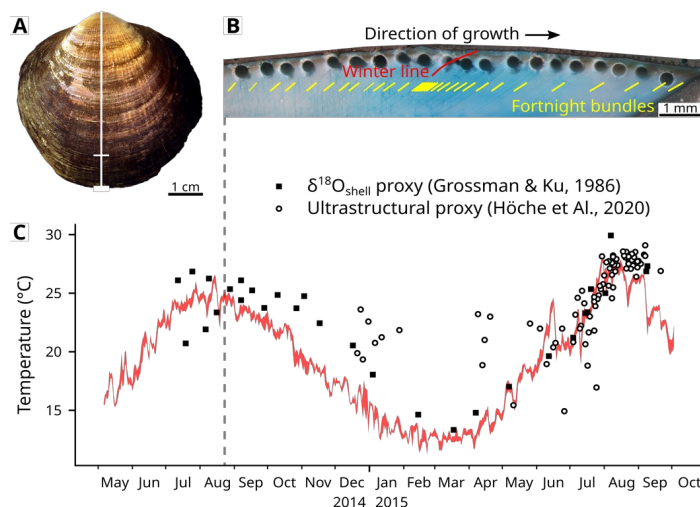 A
1 cm
B
Direction of growth
Winter line
Fortnight bundles
1 mm
δ18Oshell proxy (Grossman & Ku, 1986)
Ultrastructural proxy (Höche et Al., 2020)
C
Temperature (°C)
30
25
20
15
May Jun Jul Aug Sep Oct Nov Dec Jan Feb Mar Apr May Jun Jul Aug Sep Oct
2014 2015